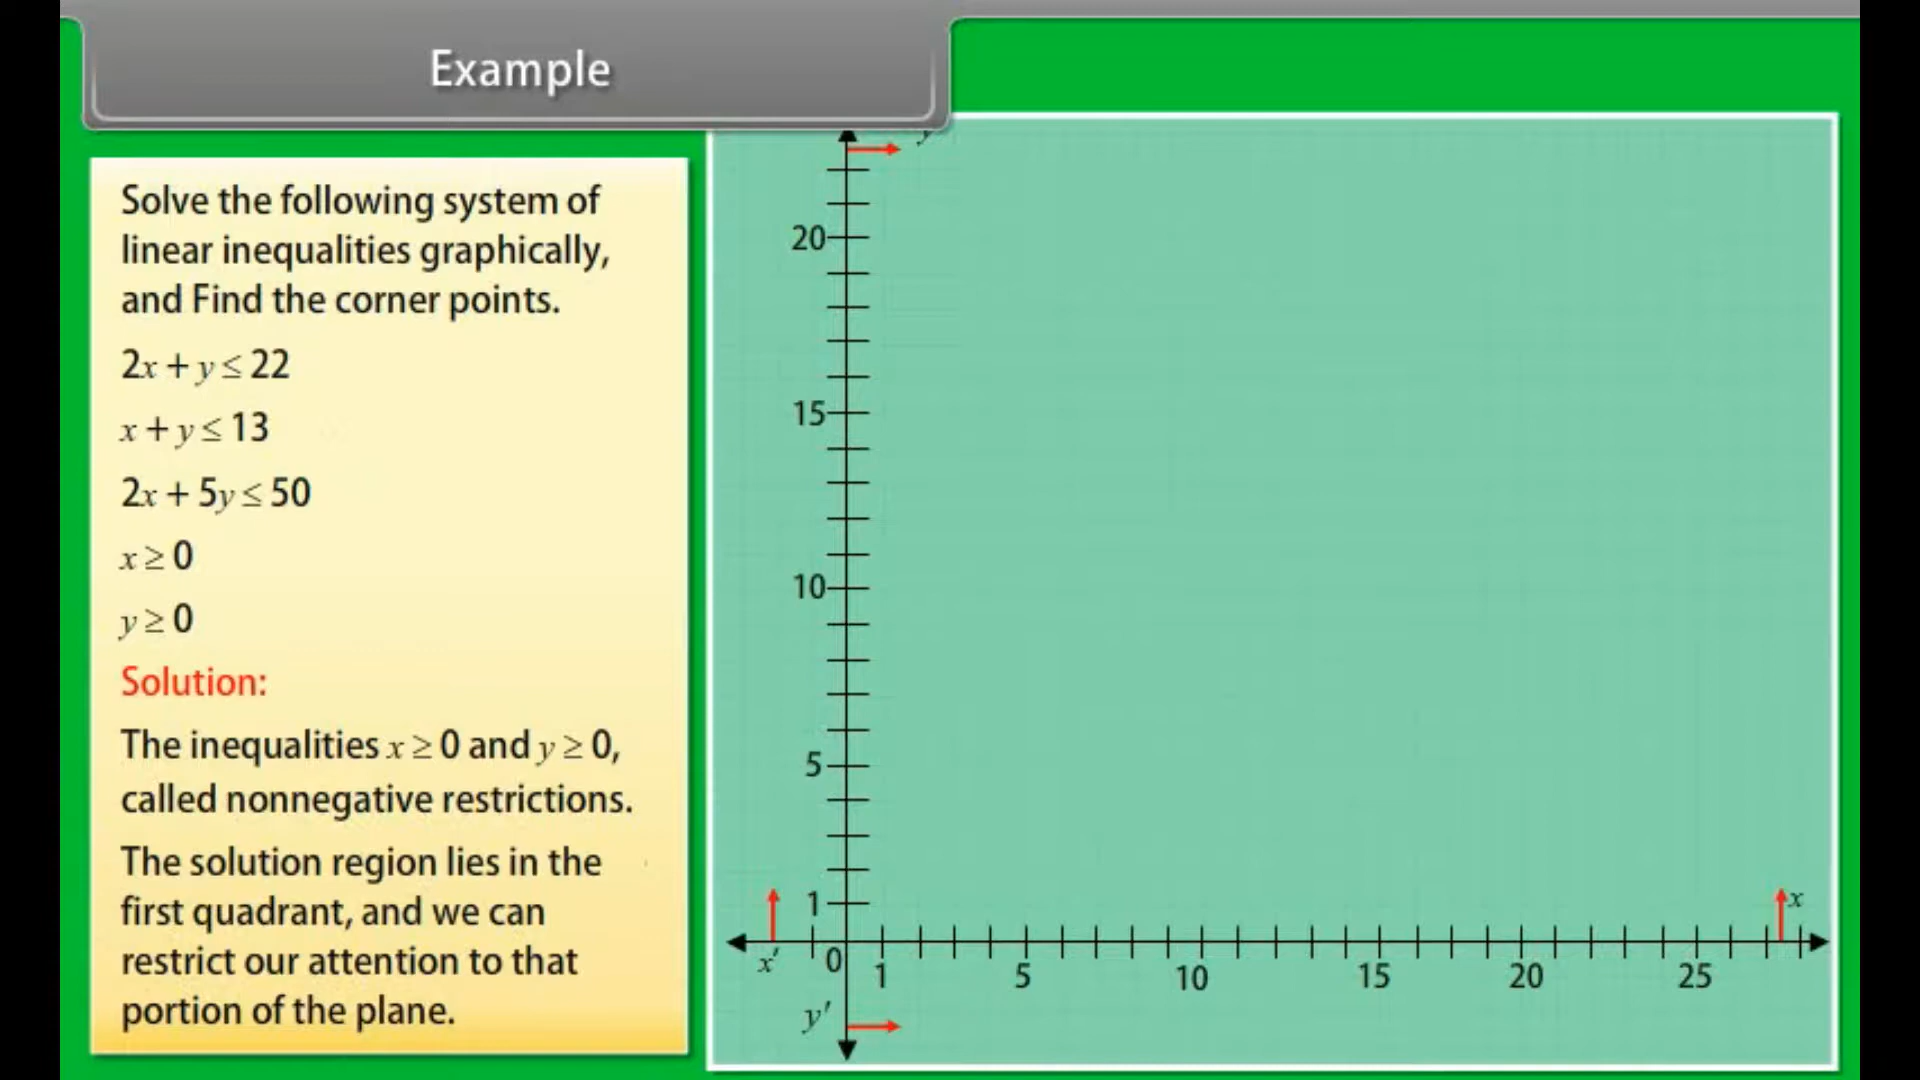 Example
Solve the following system of
linear inequalities graphically,
and Find the corner points.
2x + y ≤ 22
x + y ≤ 13
2x + 5y ≤ 50
x ≥ 0
y ≥ 0
Solution:
The inequalities x ≥ 0 and y ≥ 0,
called nonnegative restrictions.
The solution region lies in the
first quadrant, and we can
restrict our attention to that
portion of the plane.
y
20
15
10
5
1
x
x′ 0 1 5 10 15 20 25
y′